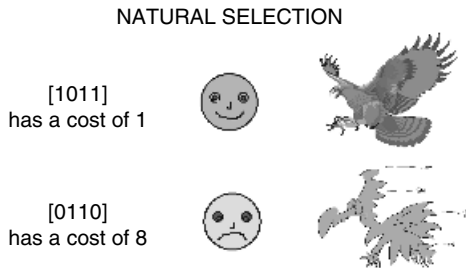 NATURAL SELECTION
[1011]
has a cost of 1
[0110]
has a cost of 8